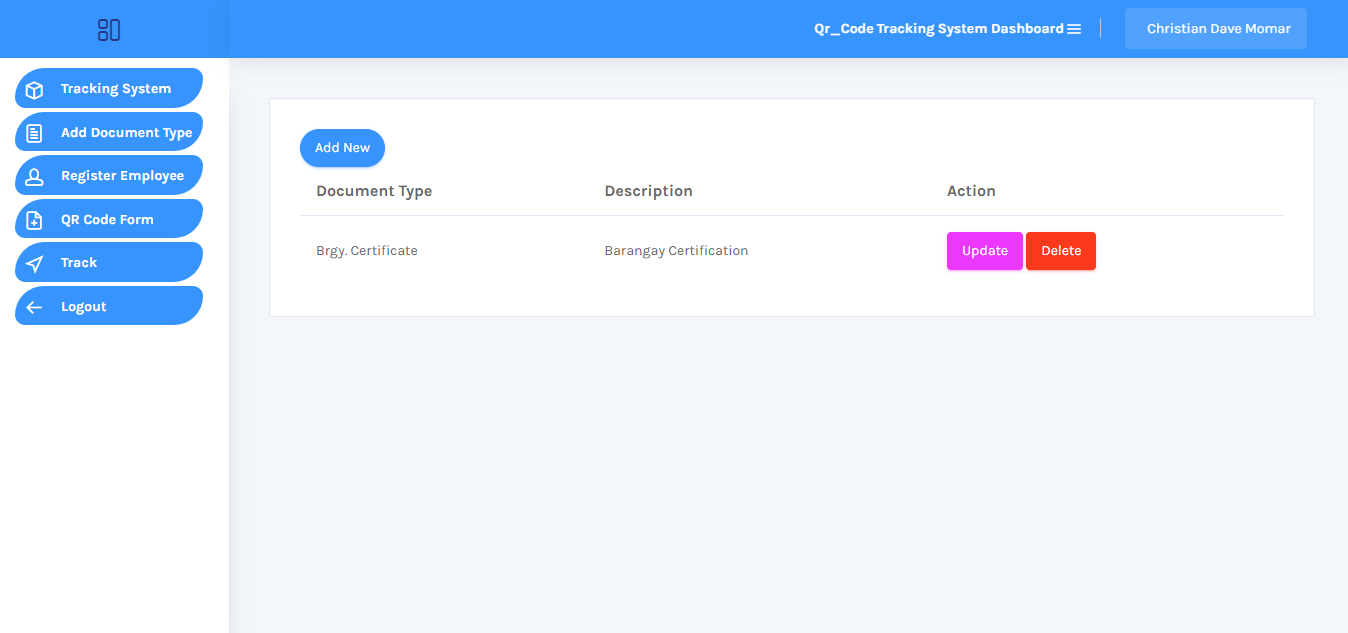 Qr_Code Tracking System Dashboard
Christian Dave Momar
Tracking System
Add Document Type
Register Employee
QR Code Form
Track
Logout
Add New
Document Type Description Action
Brgy. Certificate Barangay Certification Update Delete